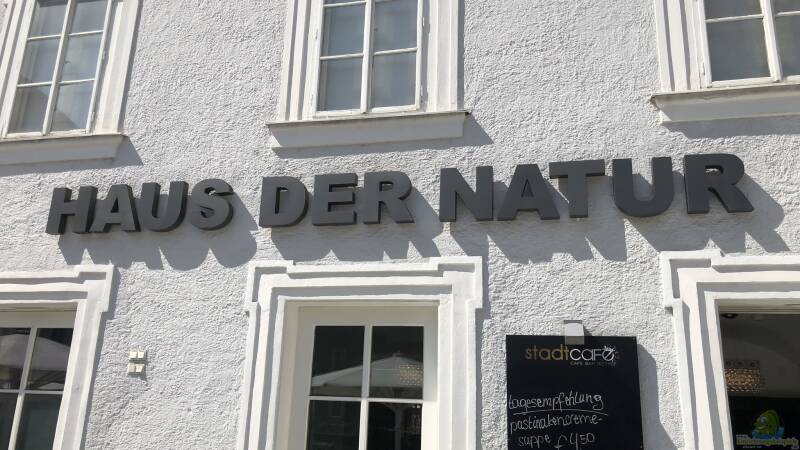 HAUS DER NATUR
stadtcafé
tagesempfehlung
pastinakencreme-
suppe € 4,50